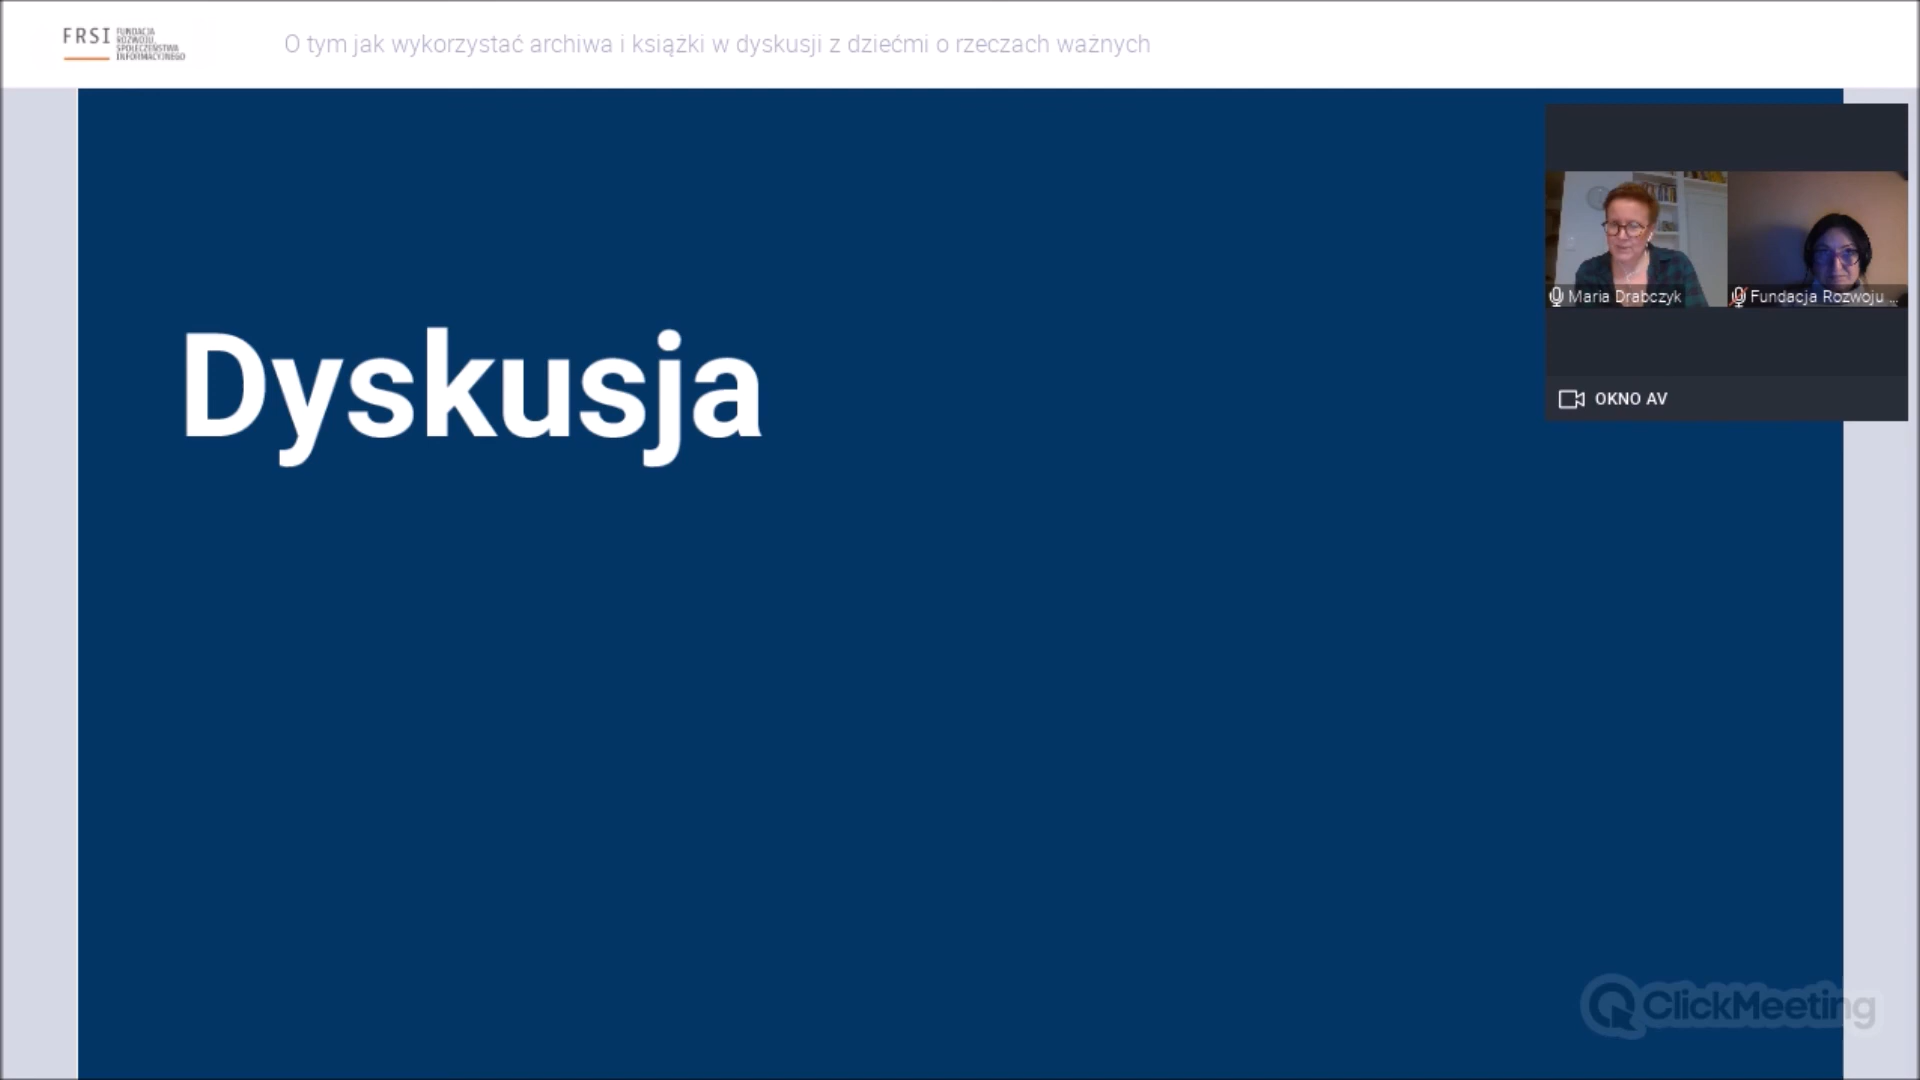 FRSI
FUNDACJA
ROZWOJU
SPOŁECZEŃSTWA
INFORMACYJNEGO
O tym jak wykorzystać archiwa i książki w dyskusji z dziećmi o rzeczach ważnych
Dyskusja
Maria Drabczyk
Fundacja Rozwoju ...
OKNO AV
ClickMeeting